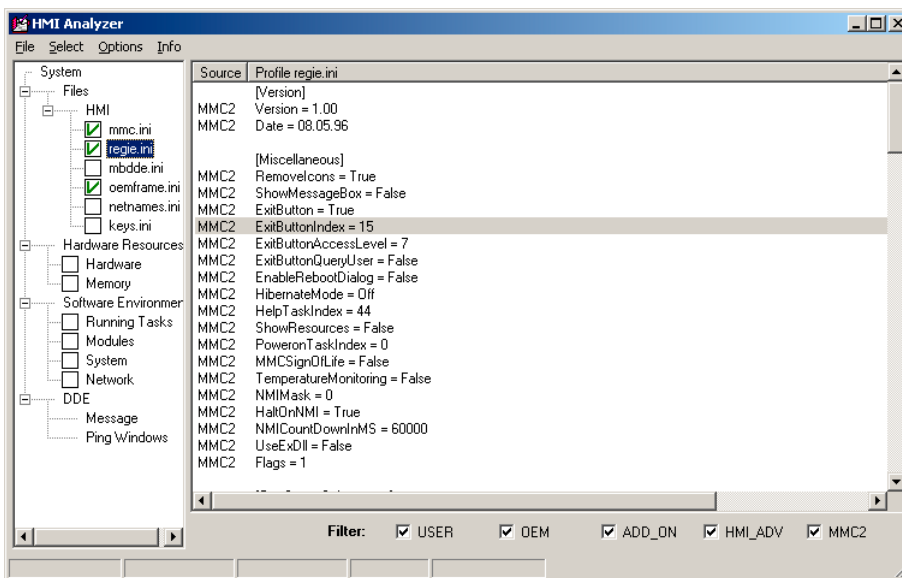 HMI Analyzer
File Select Options Info
System
Files
HMI
mmc.ini
regie.ini
mbdde.ini
oemframe.ini
netnames.ini
keys.ini
Hardware Resources
Hardware
Memory
Software Environmer
Running Tasks
Modules
System
Network
DDE
Message
Ping Windows
Source Profile regie.ini
[Version]
MMC2 Version = 1.00
MMC2 Date = 08.05.96
[Miscellaneous]
MMC2 RemoveIcons = True
MMC2 ShowMessageBox = False
MMC2 ExitButton = True
MMC2 ExitButtonIndex = 15
MMC2 ExitButtonAccessLevel = 7
MMC2 ExitButtonQueryUser = False
MMC2 EnableRebootDialog = False
MMC2 HibernateMode = Off
MMC2 HelpTaskIndex = 44
MMC2 ShowResources = False
MMC2 PoweronTaskIndex = 0
MMC2 MMCSignOfLife = False
MMC2 TemperatureMonitoring = False
MMC2 NMIMask = 0
MMC2 HaltOnNMI = True
MMC2 NMICountDownInMS = 60000
MMC2 UseExDll = False
MMC2 Flags = 1
Filter: USER OEM ADD_ON HMI_ADV MMC2